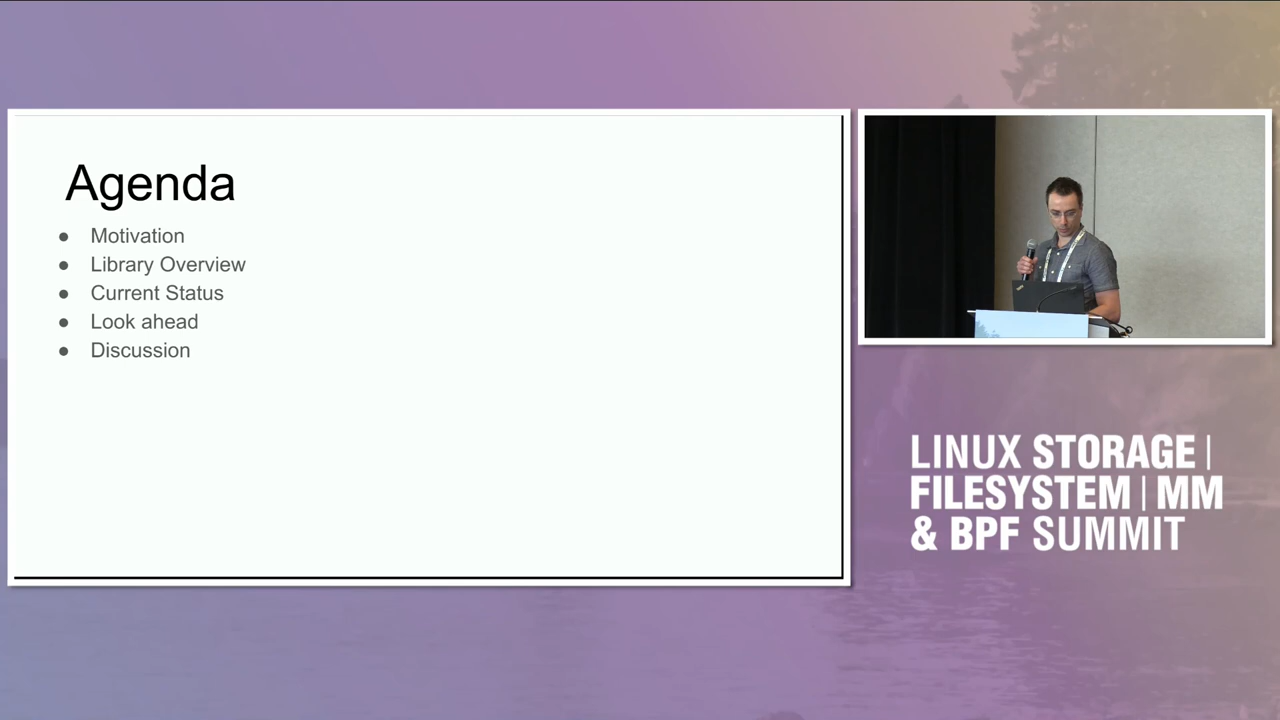 Agenda
● Motivation
● Library Overview
● Current Status
● Look ahead
● Discussion
LINUX STORAGE |
FILESYSTEM | MM
& BPF SUMMIT